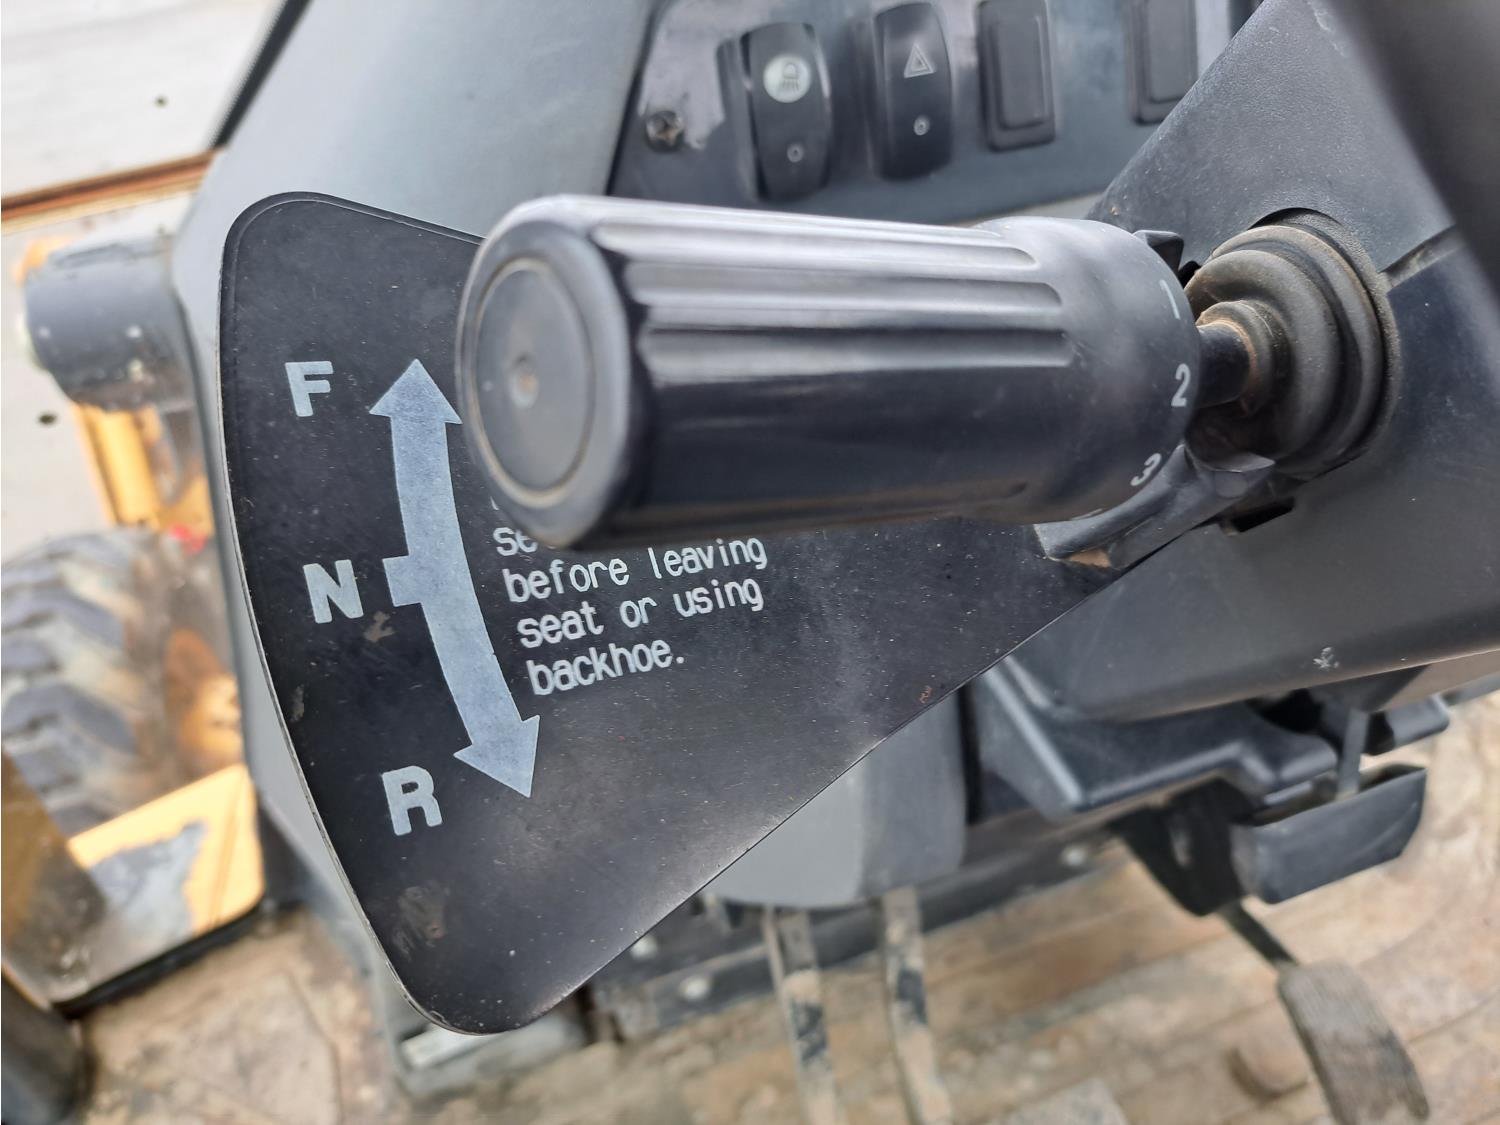 F
N
R
before leaving
seat or using
backhoe.
1
2
3